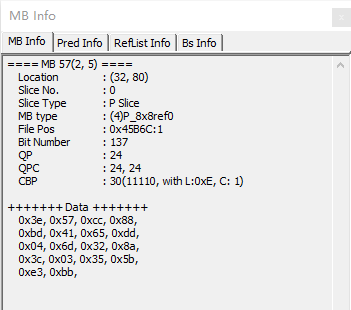 MB Info
x
MB Info Pred Info RefList Info Bs Info
==== MB 57(2, 5) ====
Location : (32, 80)
Slice No. : 0
Slice Type : P Slice
MB type : (4)P_8x8ref0
File Pos : 0x45B6C:1
Bit Number : 137
QP : 24
QPC : 24, 24
CBP : 30(11110, with L:0xE, C: 1)
+++++++ Data +++++++
0x3e, 0x57, 0xcc, 0x88,
0xbd, 0x41, 0x65, 0xdd,
0x04, 0x6d, 0x32, 0x8a,
0x3c, 0x03, 0x35, 0x5b,
0xe3, 0xbb,